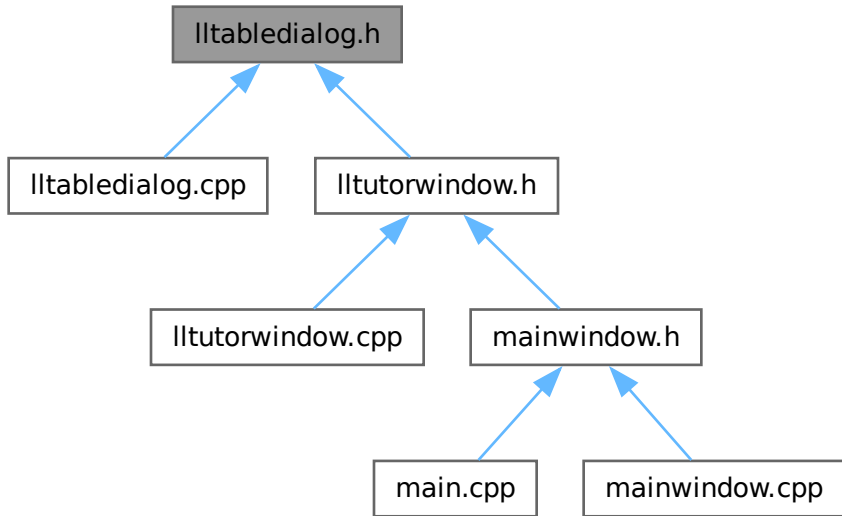 lltabledialog.h
lltabledialog.cpp
lltutorwindow.h
lltutorwindow.cpp
mainwindow.h
main.cpp
mainwindow.cpp